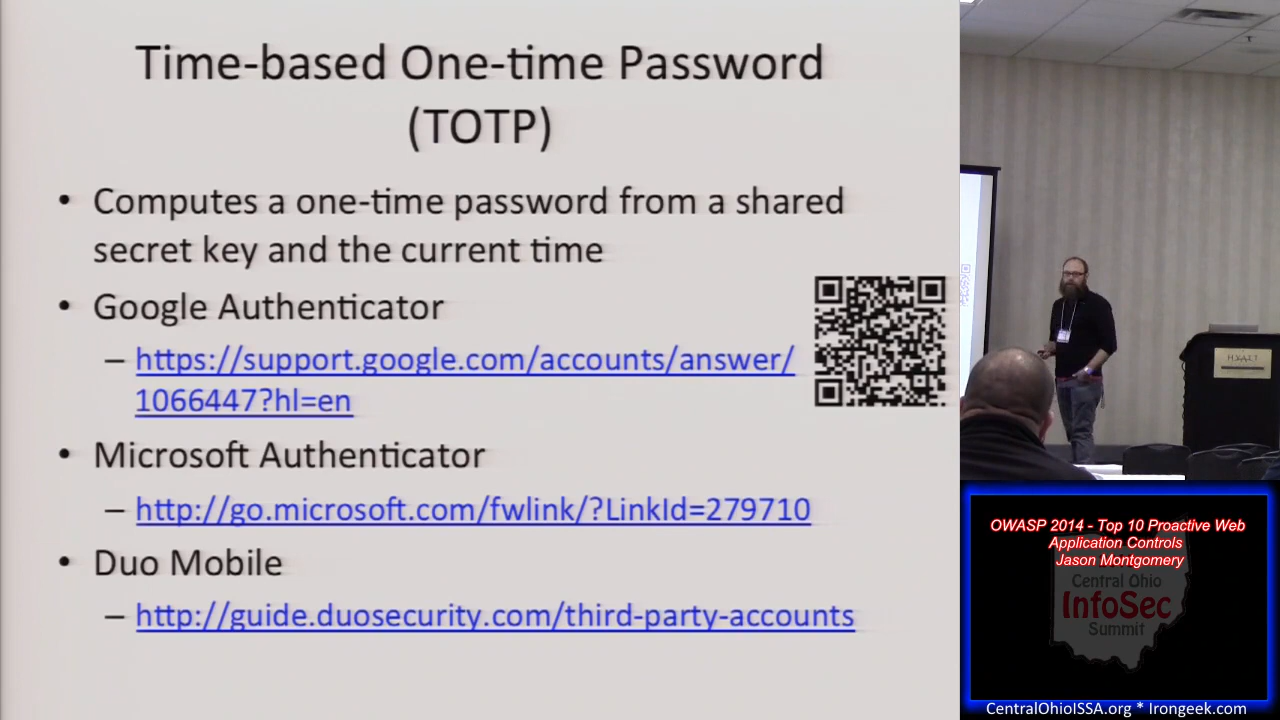 Time-based One-time Password
(TOTP)
• Computes a one-time password from a shared
secret key and the current time
• Google Authenticator
– https://support.google.com/accounts/answer/
1066447?hl=en
• Microsoft Authenticator
– http://go.microsoft.com/fwlink/?LinkId=279710
• Duo Mobile
– http://guide.duosecurity.com/third-party-accounts
HYATT
OWASP 2014 - Top 10 Proactive Web
Application Controls
Jason Montgomery
Central Ohio
InfoSec
Summit
CentralOhioISSA.org * Irongeek.com